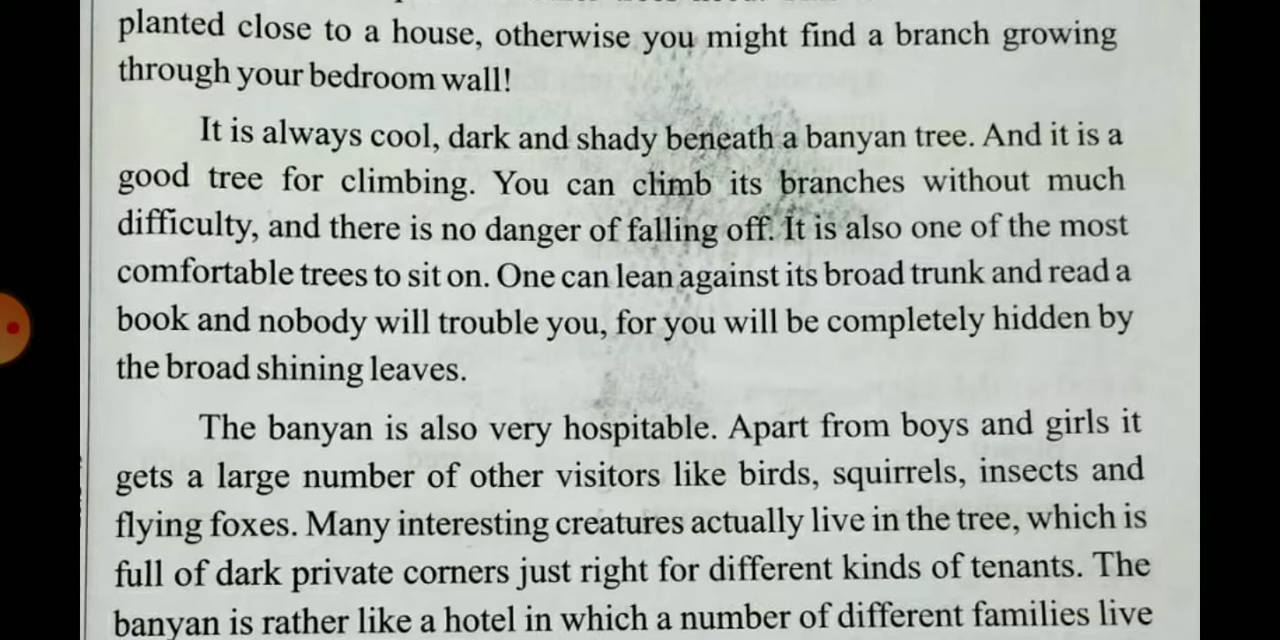 planted close to a house, otherwise you might find a branch growing
through your bedroom wall!
It is always cool, dark and shady beneath a banyan tree. And it is a
good tree for climbing. You can climb its branches without much
difficulty, and there is no danger of falling off. It is also one of the most
comfortable trees to sit on. One can lean against its broad trunk and read a
book and nobody will trouble you, for you will be completely hidden by
the broad shining leaves.
The banyan is also very hospitable. Apart from boys and girls it
gets a large number of other visitors like birds, squirrels, insects and
flying foxes. Many interesting creatures actually live in the tree, which is
full of dark private corners just right for different kinds of tenants. The
banyan is rather like a hotel in which a number of different families live